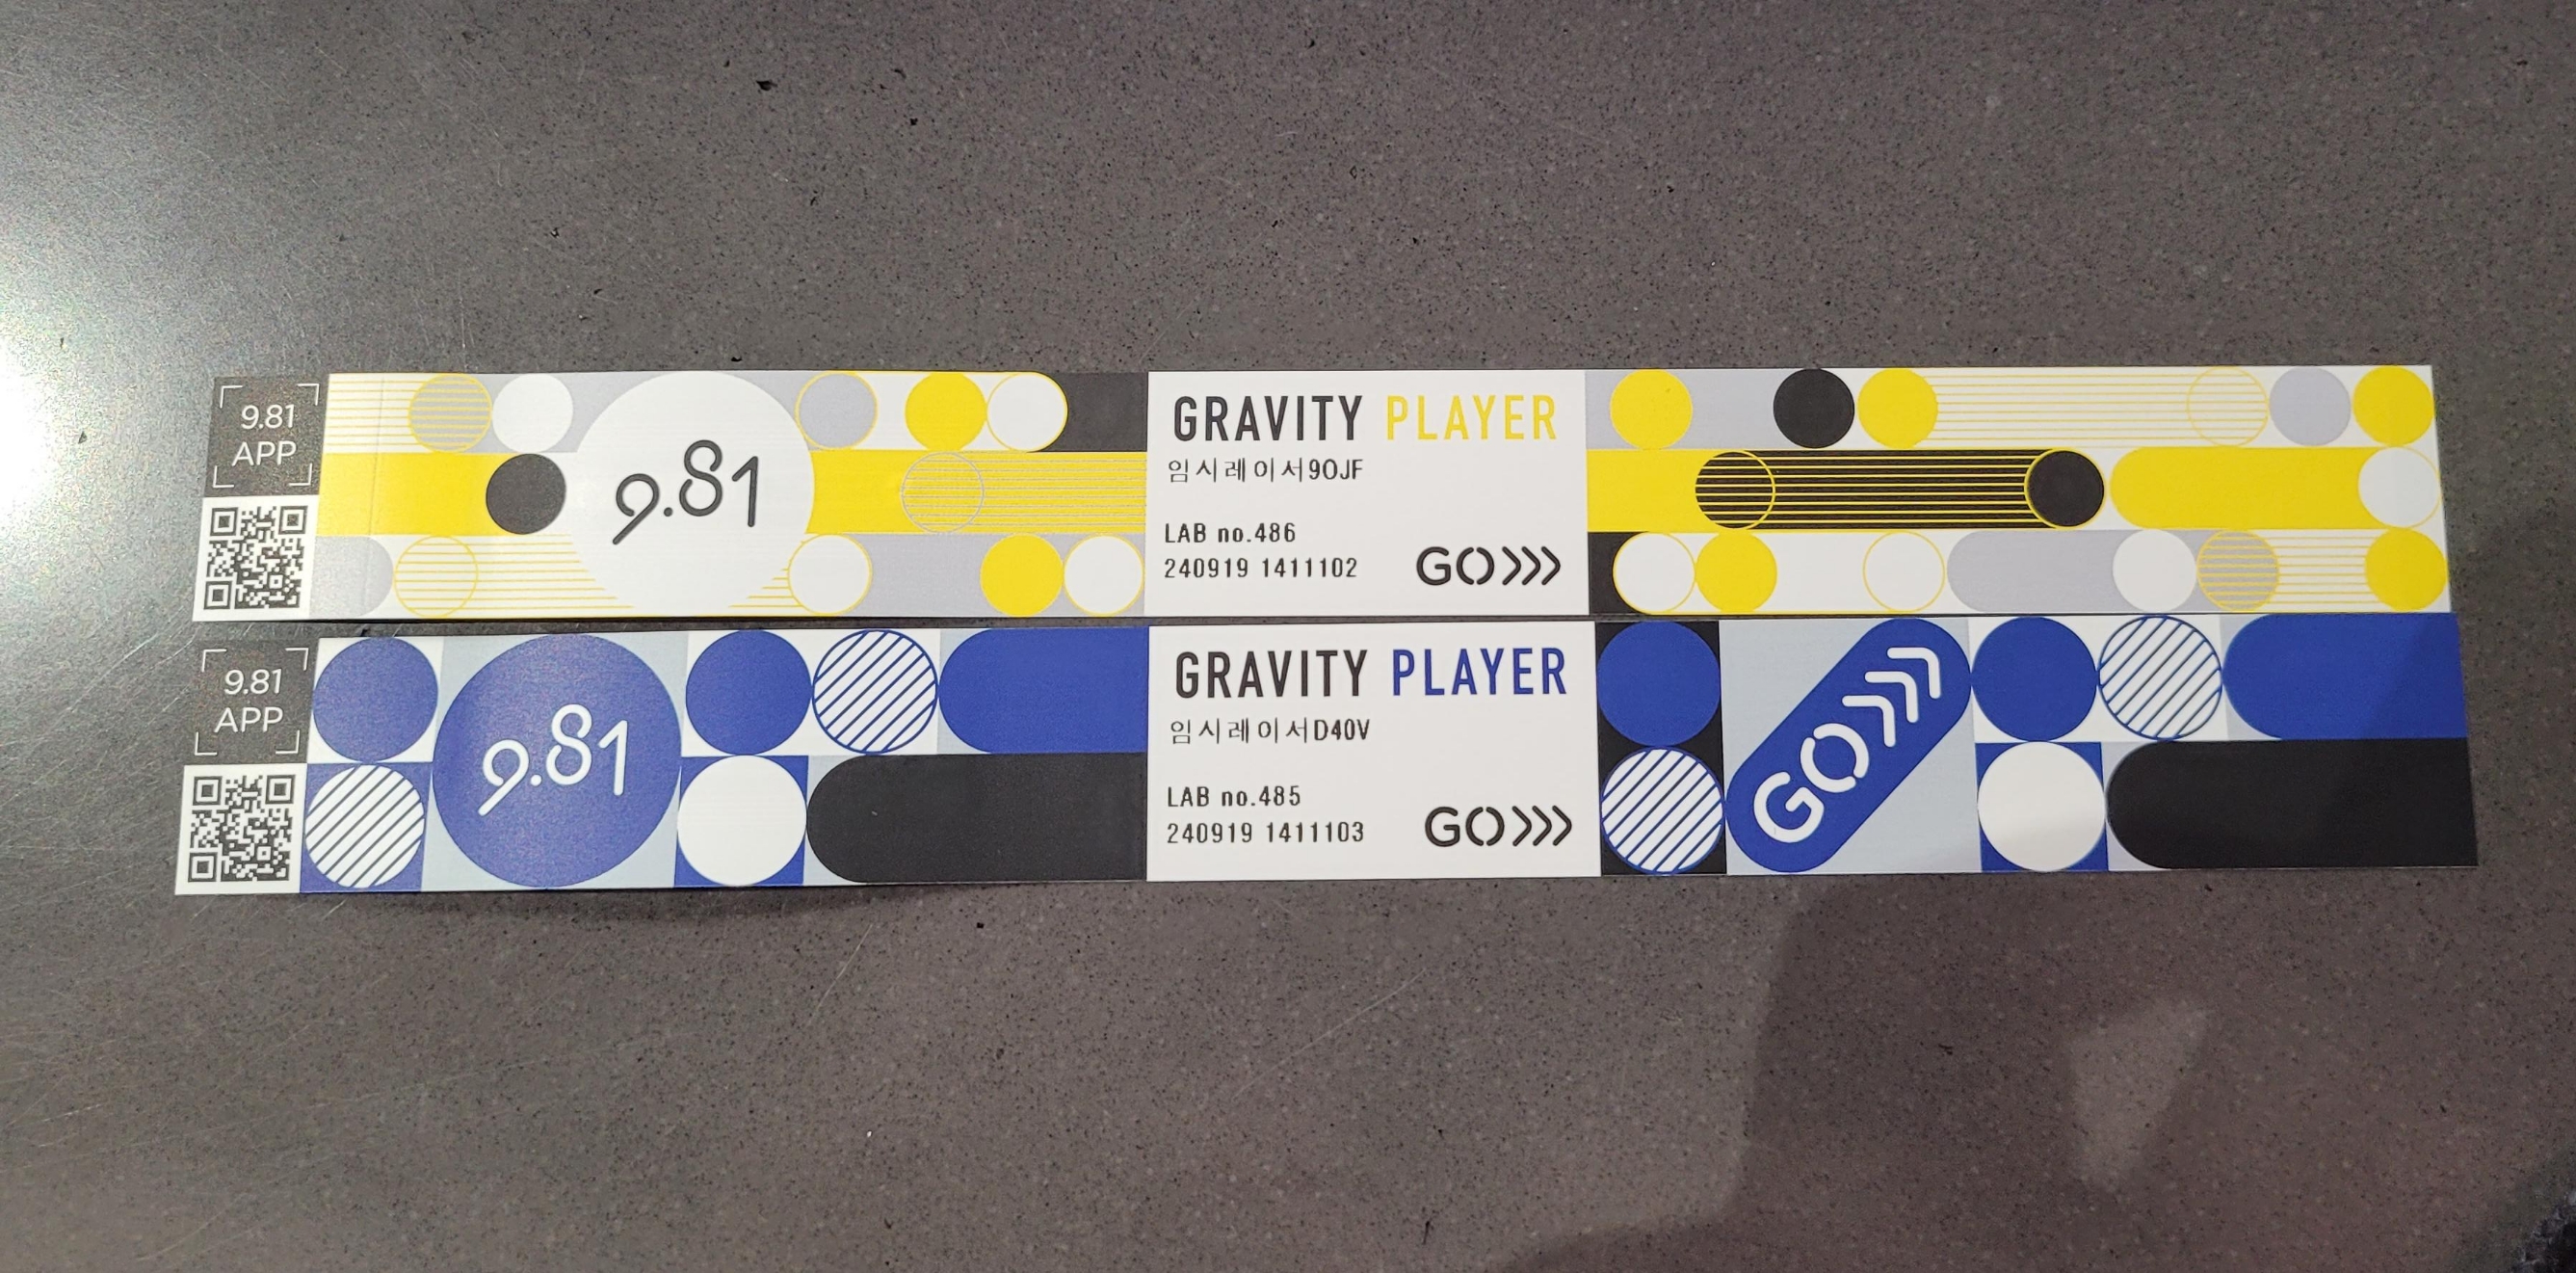 9.81
APP
9.81
GRAVITY PLAYER
임시레이서90JF
LAB no.486
240919 1411102
GO
9.81
APP
9.81
GRAVITY PLAYER
임시레이서D40V
LAB no.485
240919 1411103
GO
GO